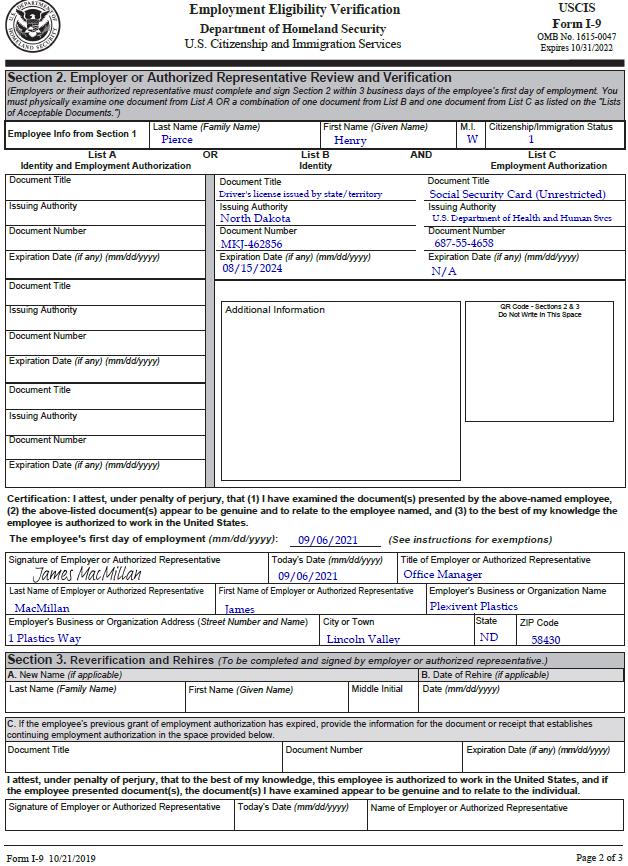 Employment Eligibility Verification
Department of Homeland Security
U.S. Citizenship and Immigration Services
USCIS
Form I-9
OMB No. 1615-0047
Expires 10/31/2022
Section 2. Employer or Authorized Representative Review and Verification
(Employers or their authorized representative must complete and sign Section 2 within 3 business days of the employee's first day of employment. You
must physically examine one document from List A OR a combination of one document from List B and one document from List C as listed on the "Lists
of Acceptable Documents.")
Employee Info from Section 1
Last Name (Family Name)
Pierce
First Name (Given Name)
Henry
M.I.
W
Citizenship/Immigration Status
1
List A
Identity and Employment Authorization
OR
List B
Identity
AND
List C
Employment Authorization
Document Title
Issuing Authority
Document Number
Expiration Date (if any) (mm/dd/yyyy)
Document Title
Issuing Authority
Document Number
Expiration Date (if any) (mm/dd/yyyy)
Document Title
Issuing Authority
Document Number
Expiration Date (if any) (mm/dd/yyyy)
Document Title
Driver's license issued by state/territory
Issuing Authority
North Dakota
Document Number
MKJ-462856
Expiration Date (if any) (mm/dd/yyyy)
08/15/2024
Document Title
Social Security Card (Unrestricted)
Issuing Authority
U.S. Department of Health and Human Svcs
Document Number
687-55-4658
Expiration Date (if any) (mm/dd/yyyy)
N/A
Additional Information
QR Code - Sections 2 & 3
Do Not Write In This Space
Certification: I attest, under penalty of perjury, that (1) I have examined the document(s) presented by the above-named employee,
(2) the above-listed document(s) appear to be genuine and to relate to the employee named, and (3) to the best of my knowledge the
employee is authorized to work in the United States.
The employee's first day of employment (mm/dd/yyyy): 09/06/2021 (See instructions for exemptions)
Signature of Employer or Authorized Representative
James MacMillan
Today's Date (mm/dd/yyyy)
09/06/2021
Title of Employer or Authorized Representative
Office Manager
Last Name of Employer or Authorized Representative
MacMillan
First Name of Employer or Authorized Representative
James
Employer's Business or Organization Name
Plexivent Plastics
Employer's Business or Organization Address (Street Number and Name)
1 Plastics Way
City or Town
Lincoln Valley
State
ND
ZIP Code
58430
Section 3. Reverification and Rehires (To be completed and signed by employer or authorized representative.)
A. New Name (if applicable)
B. Date of Rehire (if applicable)
Last Name (Family Name)
First Name (Given Name)
Middle Initial
Date (mm/dd/yyyy)
C. If the employee's previous grant of employment authorization has expired, provide the information for the document or receipt that establishes
continuing employment authorization in the space provided below.
Document Title
Document Number
Expiration Date (if any) (mm/dd/yyyy)
I attest, under penalty of perjury, that to the best of my knowledge, this employee is authorized to work in the United States, and if
the employee presented document(s), the document(s) I have examined appear to be genuine and to relate to the individual.
Signature of Employer or Authorized Representative
Today's Date (mm/dd/yyyy)
Name of Employer or Authorized Representative
Form I-9 10/21/2019
Page 2 of 3